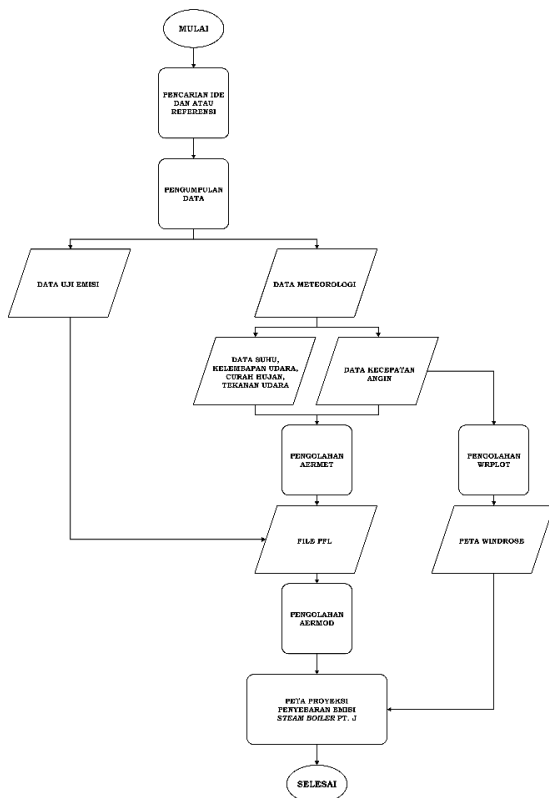 MULAI
PENCARIAN IDE
DAN ATAU
REFERENSI
PENGUMPULAN
DATA
DATA UJI EMISI
DATA METEOROLOGI
DATA SUHU,
KELEMBAPAN UDARA,
CURAH HUJAN,
TEKANAN UDARA
DATA KECEPATAN
ANGIN
PENGOLAHAN
AERMET
PENGOLAHAN
WRPLOT
FILE PFL
PETA WINDROSE
PENGOLAHAN
AERMOD
PETA PROYEKSI
PENYEBARAN EMISI
STEAM BOILER PT. J
SELESAI